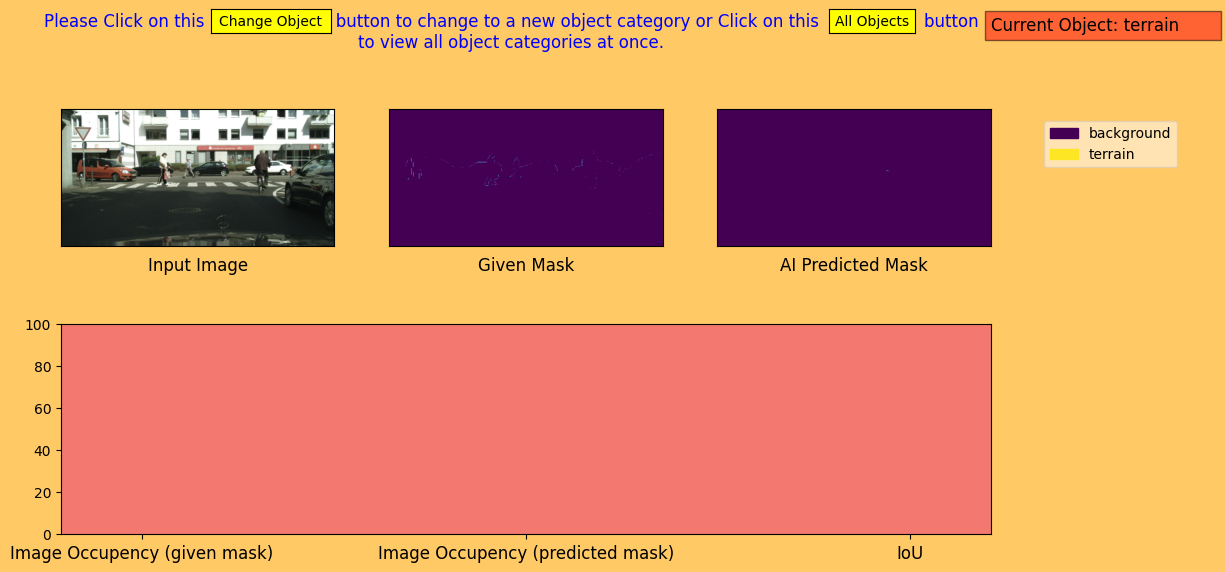 Please Click on this Change Object button to change to a new object category or Click on this All Objects button
to view all object categories at once.
Current Object: terrain
background
terrain
Input Image
Given Mask
AI Predicted Mask
100
80
60
40
20
0
Image Occupancy (given mask)
Image Occupancy (predicted mask)
IoU